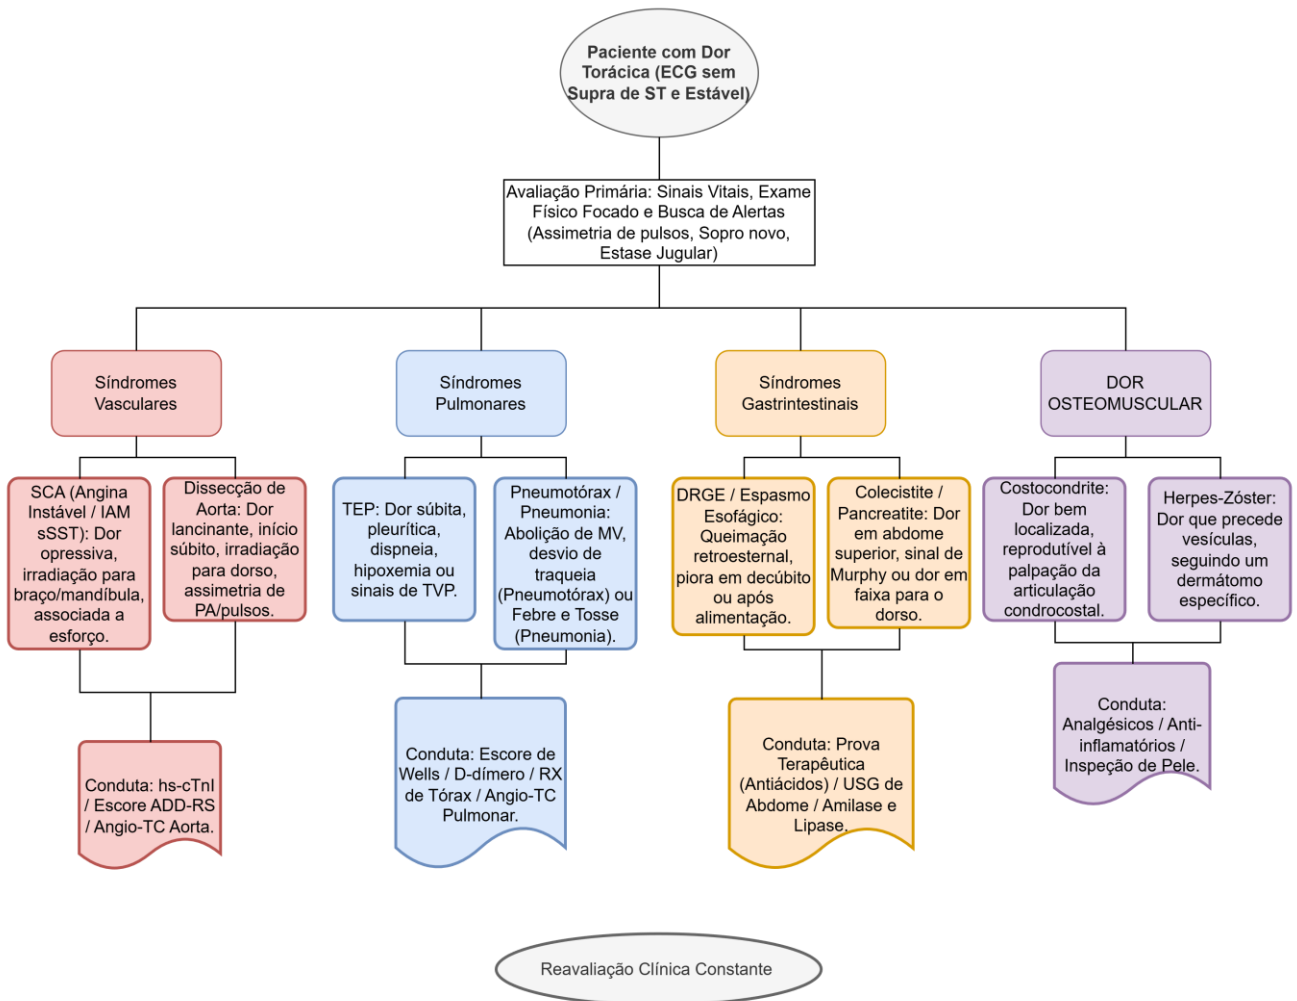 Paciente com Dor
Torácica (ECG sem
Supra de ST e Estável)
Avaliação Primária: Sinais Vitais, Exame
Físico Focado e Busca de Alertas
(Assimetria de pulsos, Sopro novo,
Estase Jugular)
Síndromes
Vasculares
Síndromes
Pulmonares
Síndromes
Gastrintestinais
DOR
OSTEOMUSCULAR
SCA (Angina
Instável / IAM
sSST): Dor
opressiva,
irradiação para
braço/mandíbula,
associada a
esforço.
Dissecção de
Aorta: Dor
lancinante, início
súbito, irradiação
para dorso,
assimetria de
PA/pulsos.
TEP: Dor súbita,
pleurítica,
dispneia,
hipoxemia ou
sinais de TVP.
Pneumotórax /
Pneumonia:
Abolição de MV,
desvio de
traqueia
(Pneumotórax) ou
Febre e Tosse
(Pneumonia).
DRGE / Espasmo
Esofágico:
Queimação
retroesternal,
piora em decúbito
ou após
alimentação.
Colecistite /
Pancreatite: Dor
em abdome
superior, sinal de
Murphy ou dor em
faixa para o
dorso.
Costocondrite:
Dor bem
localizada,
reprodutível à
palpação da
articulação
condrocostal.
Herpes-Zóster:
Dor que precede
vesículas,
seguindo um
dermátomo
específico.
Conduta: hs-cTnI
/ Escore ADD-RS
/ Angio-TC Aorta.
Conduta: Escore de
Wells / D-dímero / RX
de Tórax / Angio-TC
Pulmonar.
Conduta: Prova
Terapêutica
(Antiácidos) / USG de
Abdome / Amilase e
Lipase.
Conduta:
Analgésicos / Anti-
inflamatórios /
Inspeção de Pele.
Reavaliação Clínica Constante